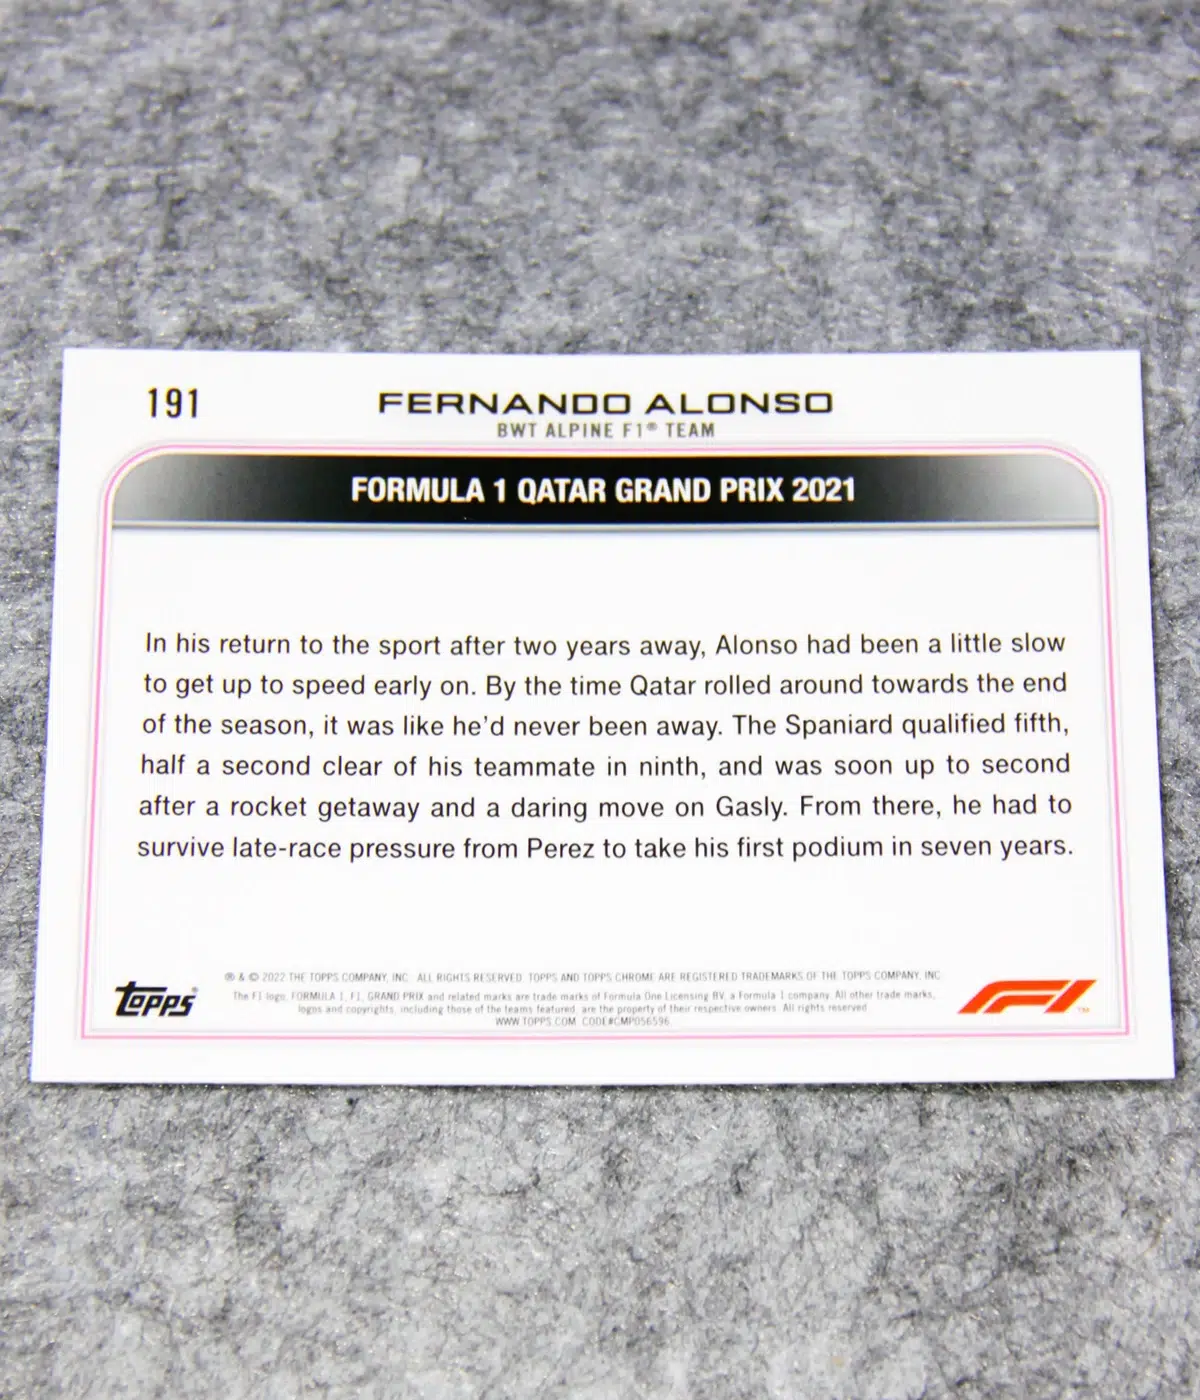 191
FERNANDO ALONSO
BWT ALPINE F1® TEAM
FORMULA 1 QATAR GRAND PRIX 2021
In his return to the sport after two years away, Alonso had been a little slow
to get up to speed early on. By the time Qatar rolled around towards the end
of the season, it was like he'd never been away. The Spaniard qualified fifth,
half a second clear of his teammate in ninth, and was soon up to second
after a rocket getaway and a daring move on Gasly. From there, he had to
survive late-race pressure from Perez to take his first podium in seven years.
Topps®
® & © 2022 THE TOPPS COMPANY, INC. ALL RIGHTS RESERVED. TOPPS AND TOPPS CHROME ARE REGISTERED TRADEMARKS OF THE TOPPS COMPANY, INC.
The F1 logo, FORMULA 1, F1, GRAND PRIX and related marks are trade marks of Formula One Licensing BV, a Formula 1 company. All other trade marks,
logos and copyrights, including those of the teams featured, are the property of their respective owners. All rights reserved
WWW.TOPPS.COM CODE#CMP056596
F1™